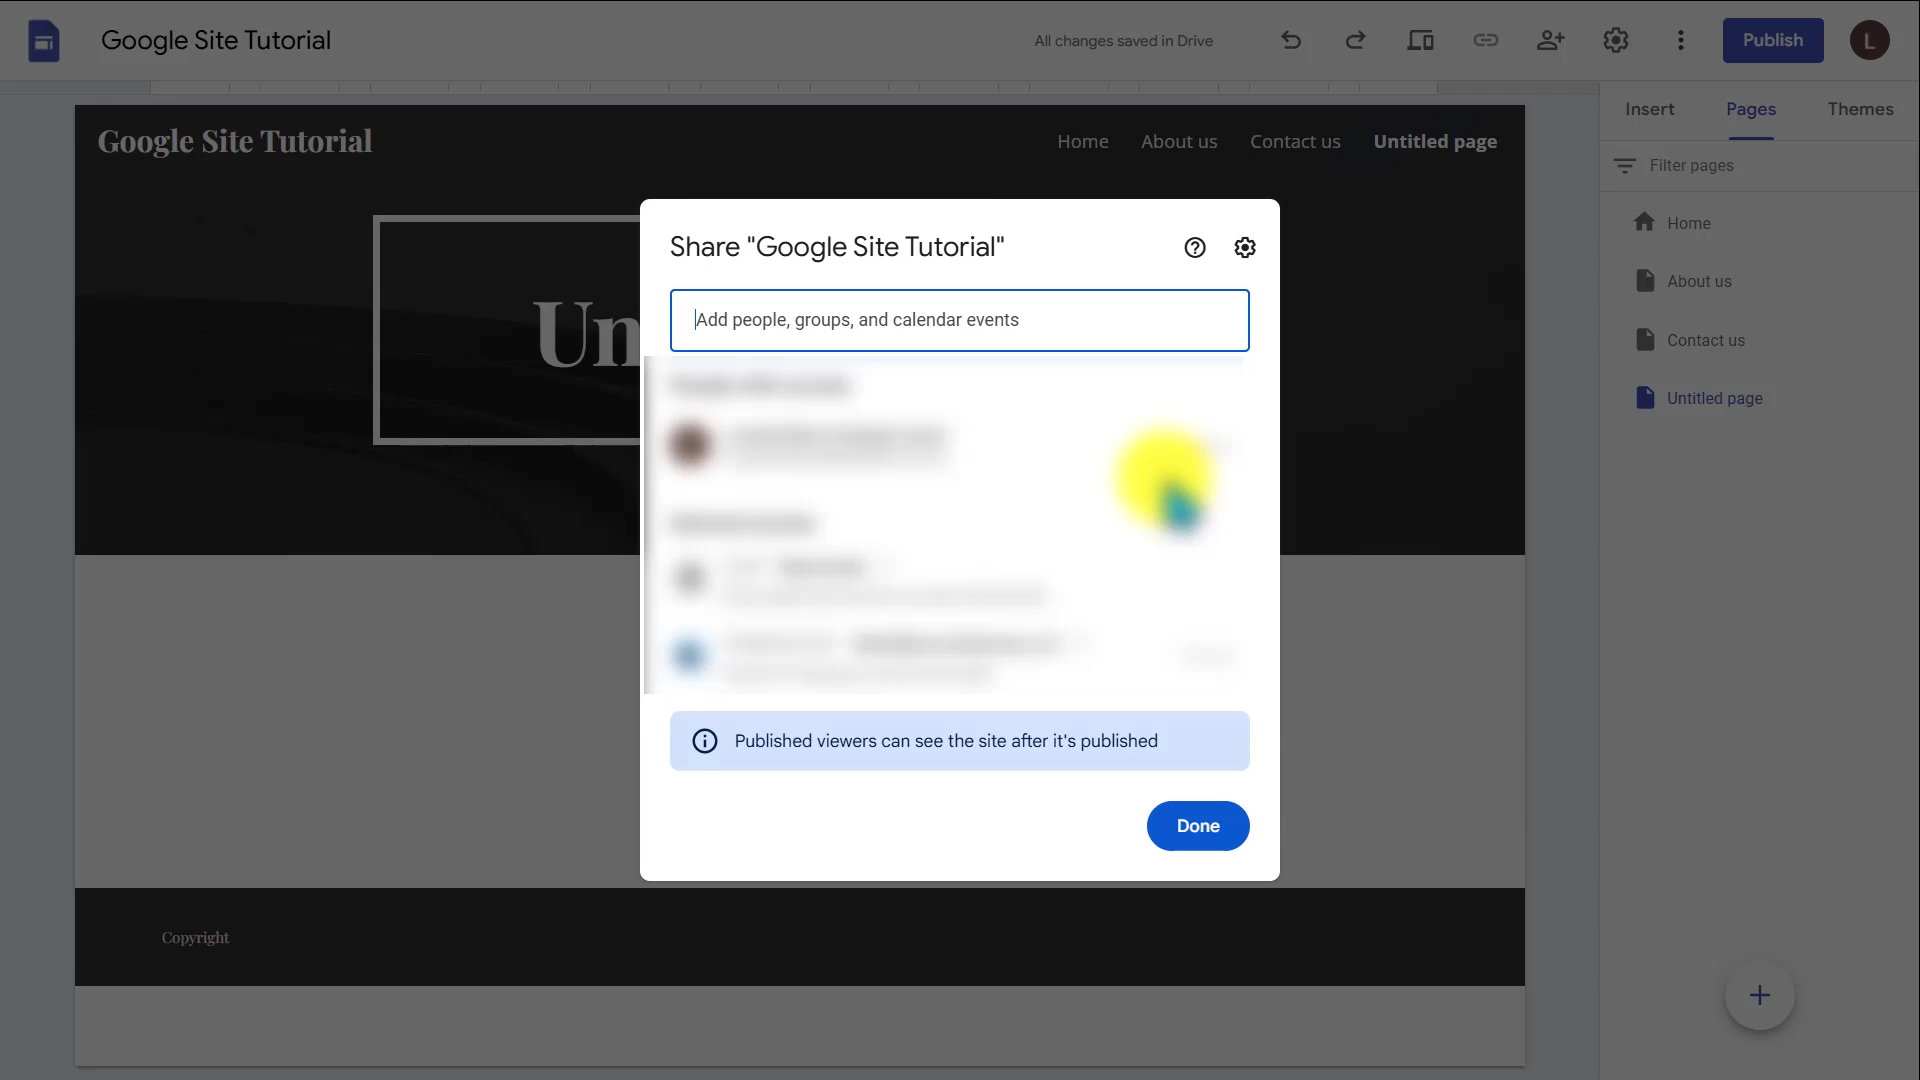 Google Site Tutorial
All changes saved in Drive
Publish
L
Insert
Pages
Themes
Google Site Tutorial
Home
About us
Contact us
Untitled page
Filter pages
Home
About us
Contact us
Untitled page
Un
Share "Google Site Tutorial"
Add people, groups, and calendar events
Published viewers can see the site after it's published
Done
Copyright